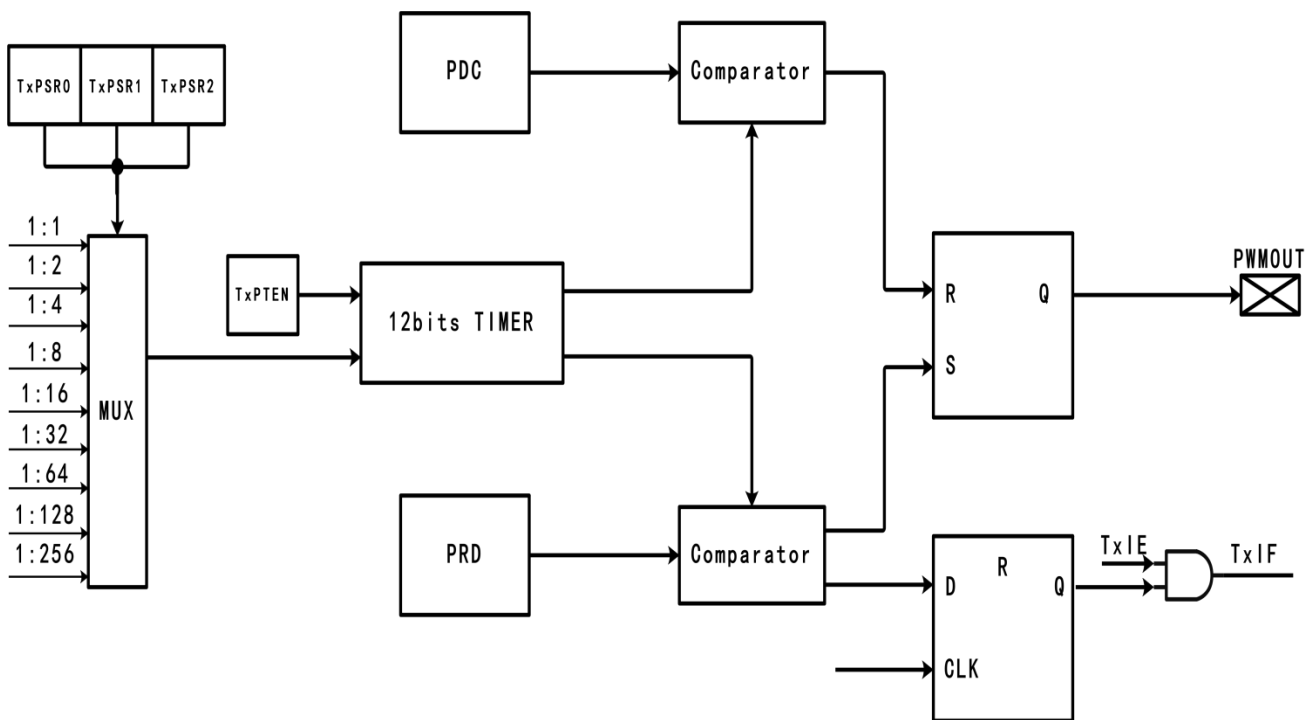 TxPSR0 TxPSR1 TxPSR2
PDC
Comparator
1:1
1:2
1:4
1:8
1:16
1:32
1:64
1:128
1:256
MUX
TxPTEN
12bits TIMER
R Q
S
PWMOUT
PRD
Comparator
D R Q
CLK
TxIE
TxIF